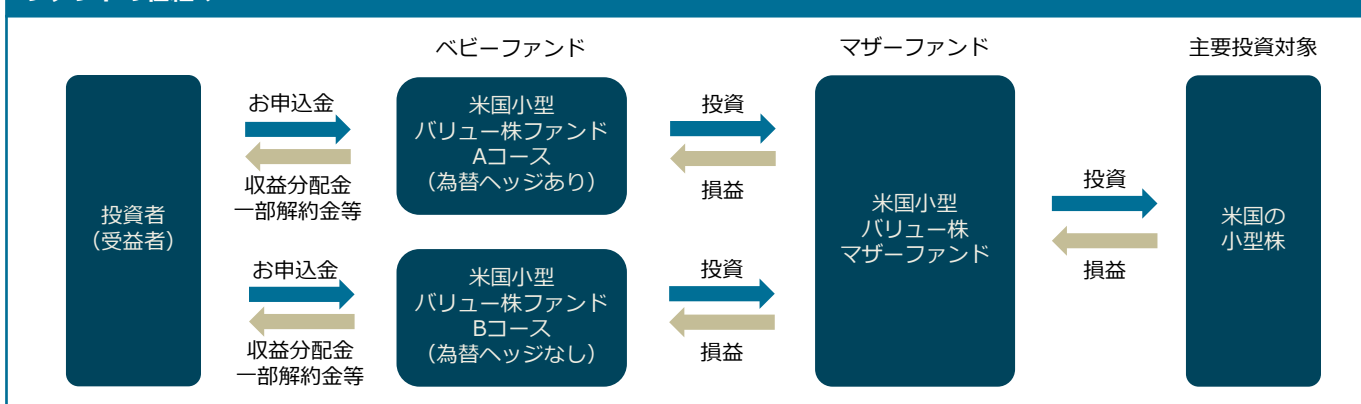 ベビーファンド
マザーファンド
主要投資対象
投資者
（受益者）
お申込金
収益分配金
一部解約金等
米国小型
バリュー株ファンド
Aコース
（為替ヘッジあり）
投資
損益
お申込金
収益分配金
一部解約金等
米国小型
バリュー株ファンド
Bコース
（為替ヘッジなし）
投資
損益
米国小型
バリュー株
マザーファンド
投資
損益
米国の
小型株